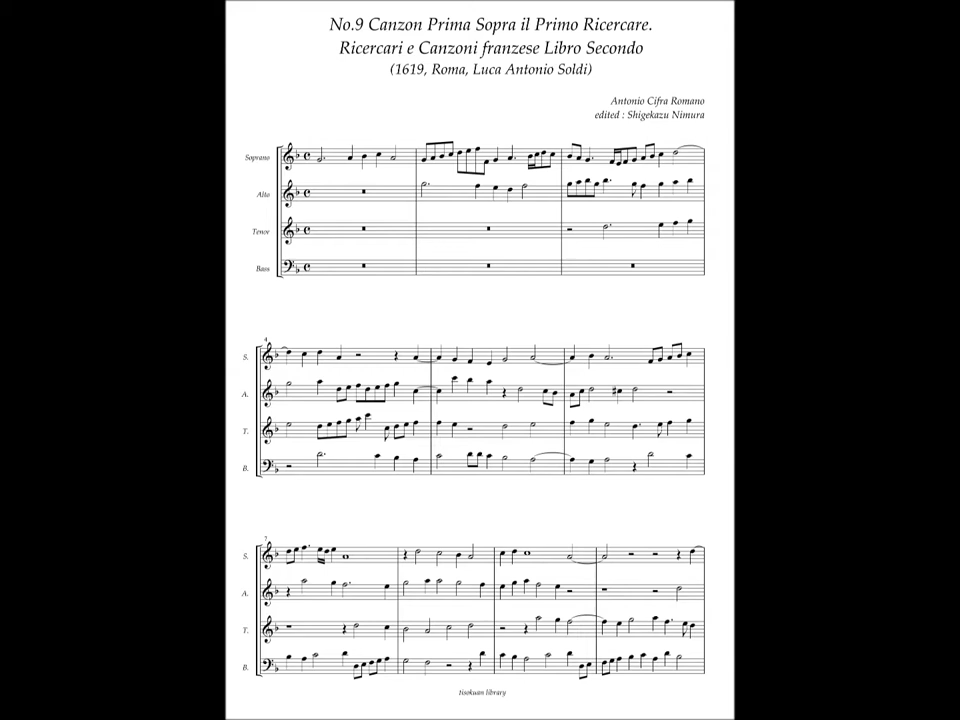 No.9 Canzon Prima Sopra il Primo Ricercare.
Ricercari e Canzoni franzese Libro Secondo
(1619, Roma, Luca Antonio Soldi)
Antonio Cifra Romano
edited : Shigekazu Nimura
Soprano
Alto
Tenor
Bass
4
S.
A.
T.
B.
7
S.
A.
T.
B.
tisokuan library